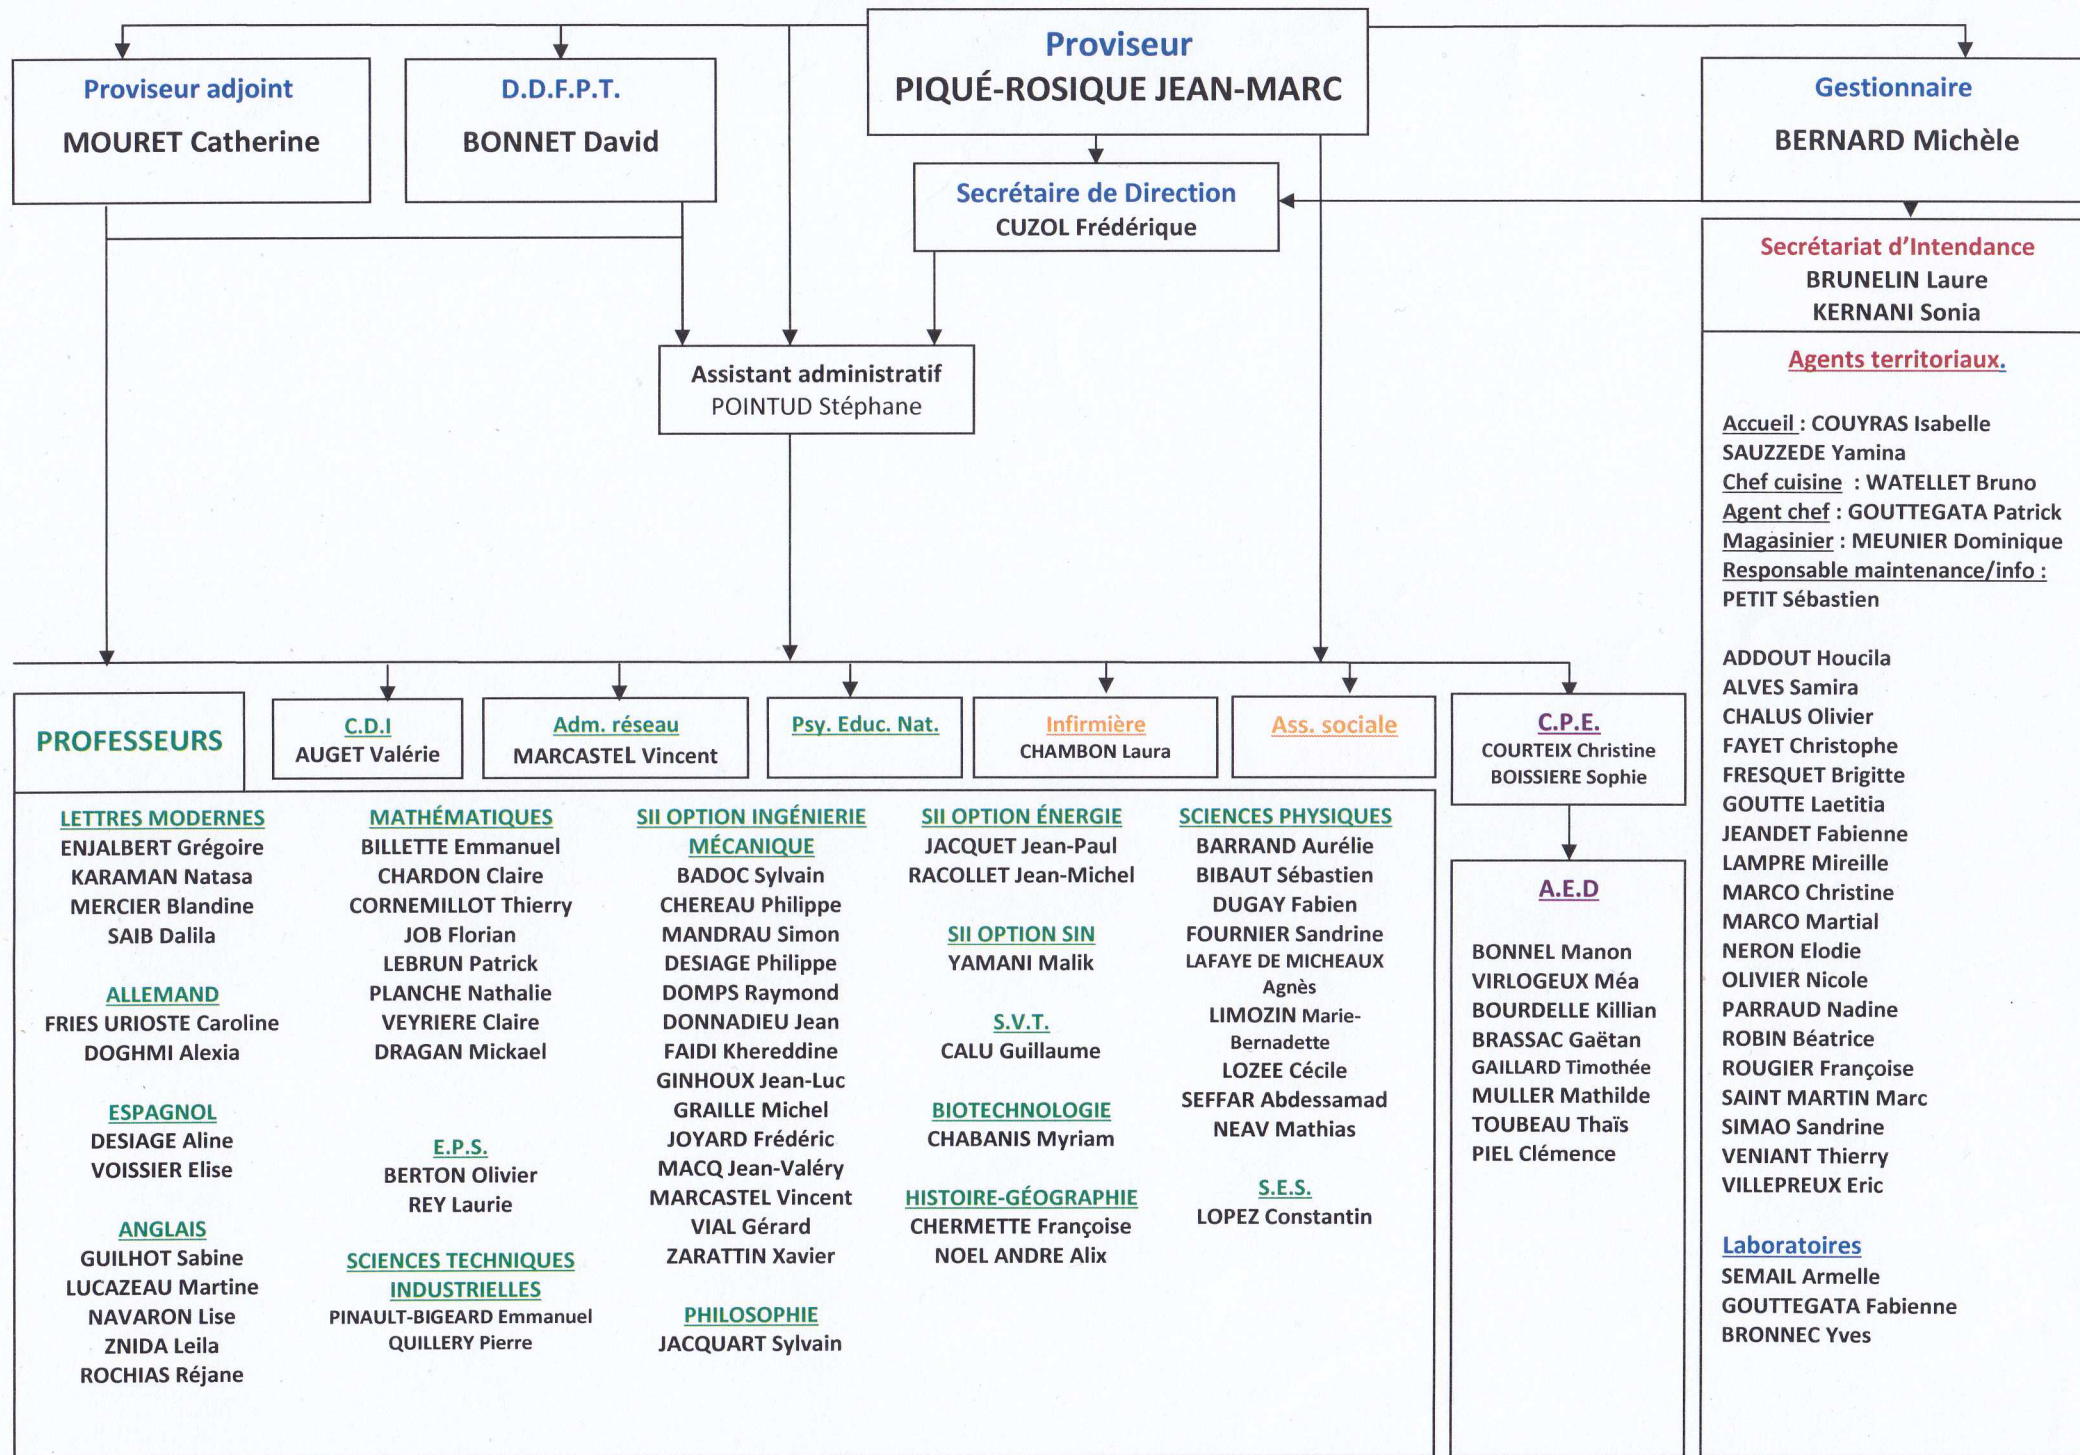 Proviseur
PIQUÉ-ROSIQUE JEAN-MARC
Proviseur adjoint
MOURET Catherine
D.D.F.P.T.
BONNET David
Gestionnaire
BERNARD Michèle
Secrétaire de Direction
CUZOL Frédérique
Secrétariat d'Intendance
BRUNELIN Laure
KERNANI Sonia
Assistant administratif
POINTUD Stéphane
Agents territoriaux.
Accueil : COUYRAS Isabelle
SAUZZEDE Yamina
Chef cuisine : WATELLET Bruno
Agent chef : GOUTTEGATA Patrick
Magasinier : MEUNIER Dominique
Responsable maintenance/info :
PETIT Sébastien
ADDOUT Houcila
ALVES Samira
CHALUS Olivier
FAYET Christophe
FRESQUET Brigitte
GOUTTE Laetitia
JEANDET Fabienne
LAMPRE Mireille
MARCO Christine
MARCO Martial
NERON Elodie
OLIVIER Nicole
PARRAUD Nadine
ROBIN Béatrice
ROUGIER Françoise
SAINT MARTIN Marc
SIMAO Sandrine
VENIANT Thierry
VILLEPREUX Eric
Laboratoires
SEMAIL Armelle
GOUTTEGATA Fabienne
BRONNEC Yves
PROFESSEURS
C.D.I
AUGET Valérie
Adm. réseau
MARCASTEL Vincent
Psy. Educ. Nat.
Infirmière
CHAMBON Laura
Ass. sociale
C.P.E.
COURTEIX Christine
BOISSIERE Sophie
LETTRES MODERNES
ENJALBERT Grégoire
KARAMAN Natasa
MERCIER Blandine
SAIB Dalila
ALLEMAND
FRIES URIOSTE Caroline
DOGHMI Alexia
ESPAGNOL
DESIAGE Aline
VOISSIER Elise
ANGLAIS
GUILHOT Sabine
LUCAZEAU Martine
NAVARON Lise
ZNIDA Leila
ROCHIAS Réjane
MATHÉMATIQUES
BILLETTE Emmanuel
CHARDON Claire
CORNEMILLOT Thierry
JOB Florian
LEBRUN Patrick
PLANCHE Nathalie
VEYRIERE Claire
DRAGAN Mickael
E.P.S.
BERTON Olivier
REY Laurie
SCIENCES TECHNIQUES
INDUSTRIELLES
PINAULT-BIGEARD Emmanuel
QUILLERY Pierre
SII OPTION INGÉNIERIE
MÉCANIQUE
BADOC Sylvain
CHEREAU Philippe
MANDRAU Simon
DESIAGE Philippe
DOMPS Raymond
DONNADIEU Jean
FAIDI Khereddine
GINHOUX Jean-Luc
GRAILLE Michel
JOYARD Frédéric
MACQ Jean-Valéry
MARCASTEL Vincent
VIAL Gérard
ZARATTIN Xavier
PHILOSOPHIE
JACQUART Sylvain
SII OPTION ÉNERGIE
JACQUET Jean-Paul
RACOLLET Jean-Michel
SII OPTION SIN
YAMANI Malik
S.V.T.
CALU Guillaume
BIOTECHNOLOGIE
CHABANIS Myriam
HISTOIRE-GÉOGRAPHIE
CHERMETTE Françoise
NOEL ANDRE Alix
SCIENCES PHYSIQUES
BARRAND Aurélie
BIBAUT Sébastien
DUGAY Fabien
FOURNIER Sandrine
LAFAYE DE MICHEAUX
Agnès
LIMOZIN Marie-
Bernadette
LOZEE Cécile
SEFFAR Abdessamad
NEAV Mathias
S.E.S.
LOPEZ Constantin
A.E.D
BONNEL Manon
VIRLOGEUX Méa
BOURDELLE Killian
BRASSAC Gaëtan
GAILLARD Timothée
MULLER Mathilde
TOUBEAU Thaïs
PIEL Clémence